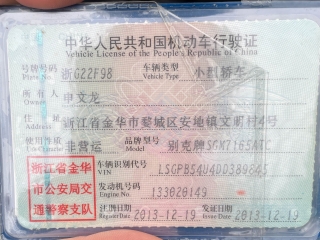 中华人民共和国机动车行驶证
Vehicle License of the People's Republic of China
号牌号码 浙G22F98 车辆类型 小型轿车
Plate No. Vehicle Type
所有人 申文龙
Owner
住址 浙江省金华市婺城区安地镇文昕村4号
Address
使用性质 非营运 品牌型号 别克牌SGM7165ATC
Use Character Model
浙江省金华
市公安局交
通警察支队
车辆识别代号 LSGPB54U4DD389845
VIN
发动机号码 133020149
Engine No.
注册日期 2013-12-19 发证日期 2013-12-19
Register Date Issue Date